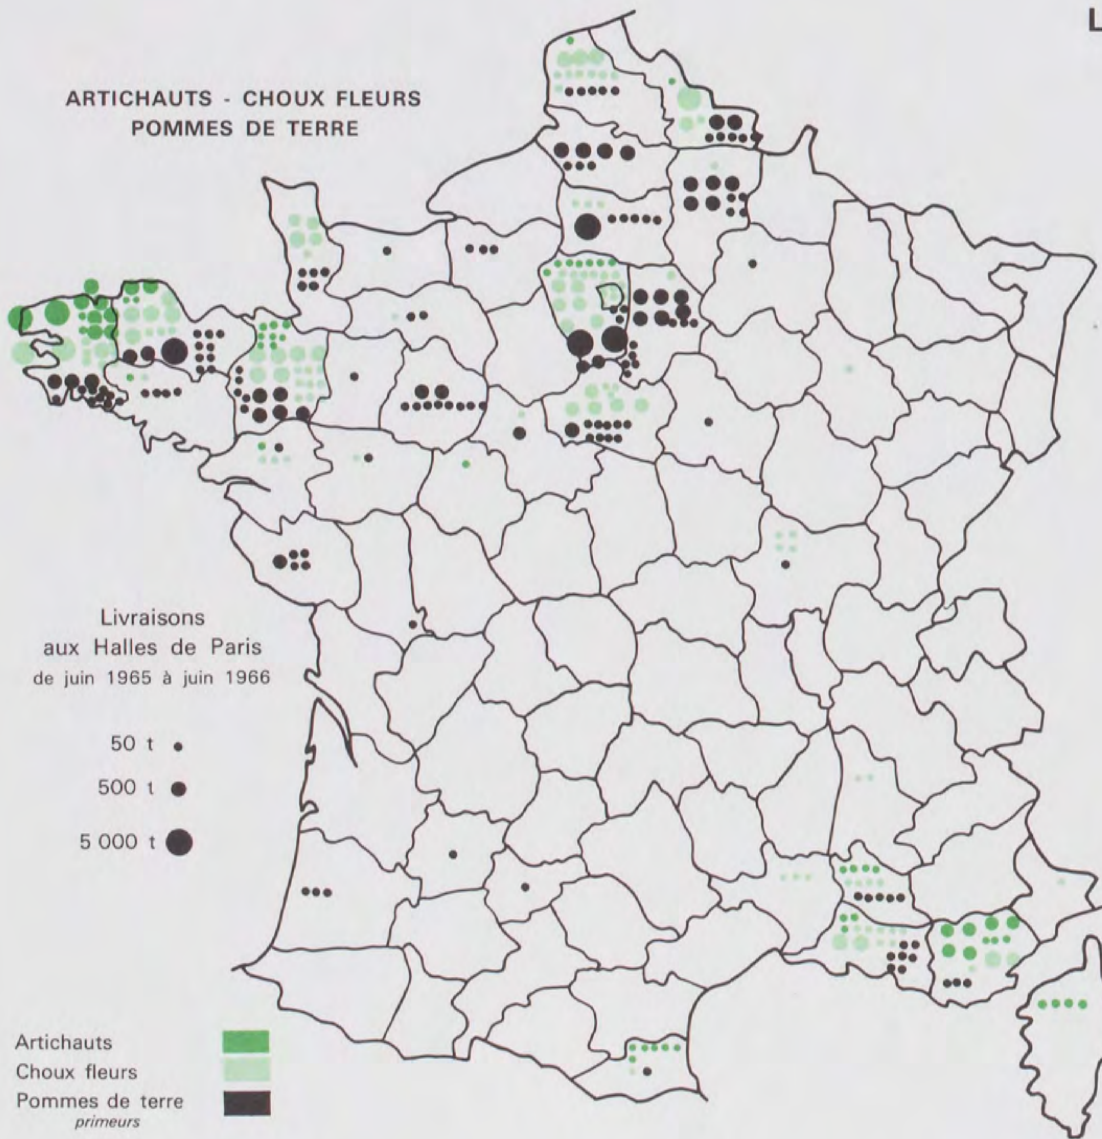 L
ARTICHAUTS - CHOUX FLEURS
POMMES DE TERRE
Livraisons
aux Halles de Paris
de juin 1965 à juin 1966
50 t
500 t
5 000 t
Artichauts
Choux fleurs
Pommes de terre
primeurs